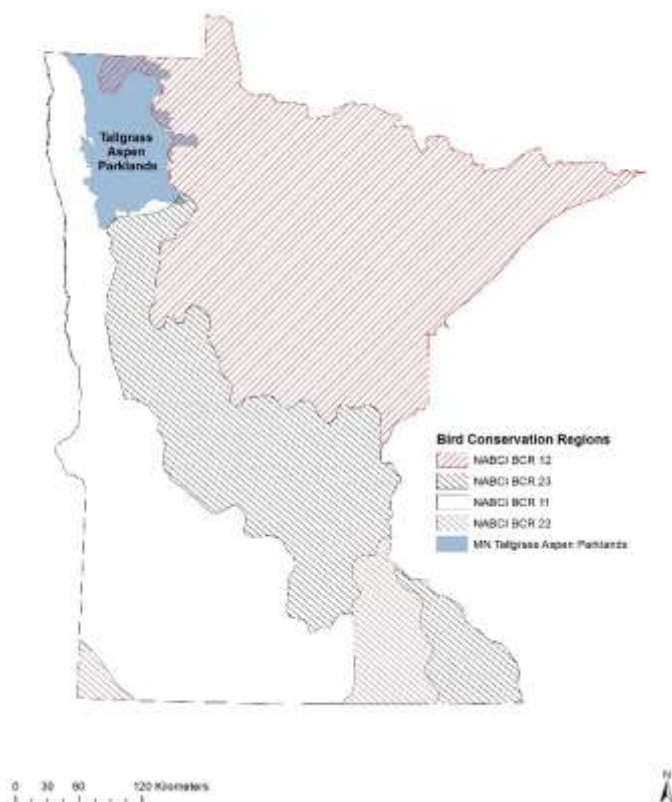 Tallgrass
Aspen
Parklands
Bird Conservation Regions
NABCI BCR 12
NABCI BCR 23
NABCI BCR 11
NABCI BCR 22
MN Tallgrass Aspen Parklands
0 30 60 120 Kilometers
N